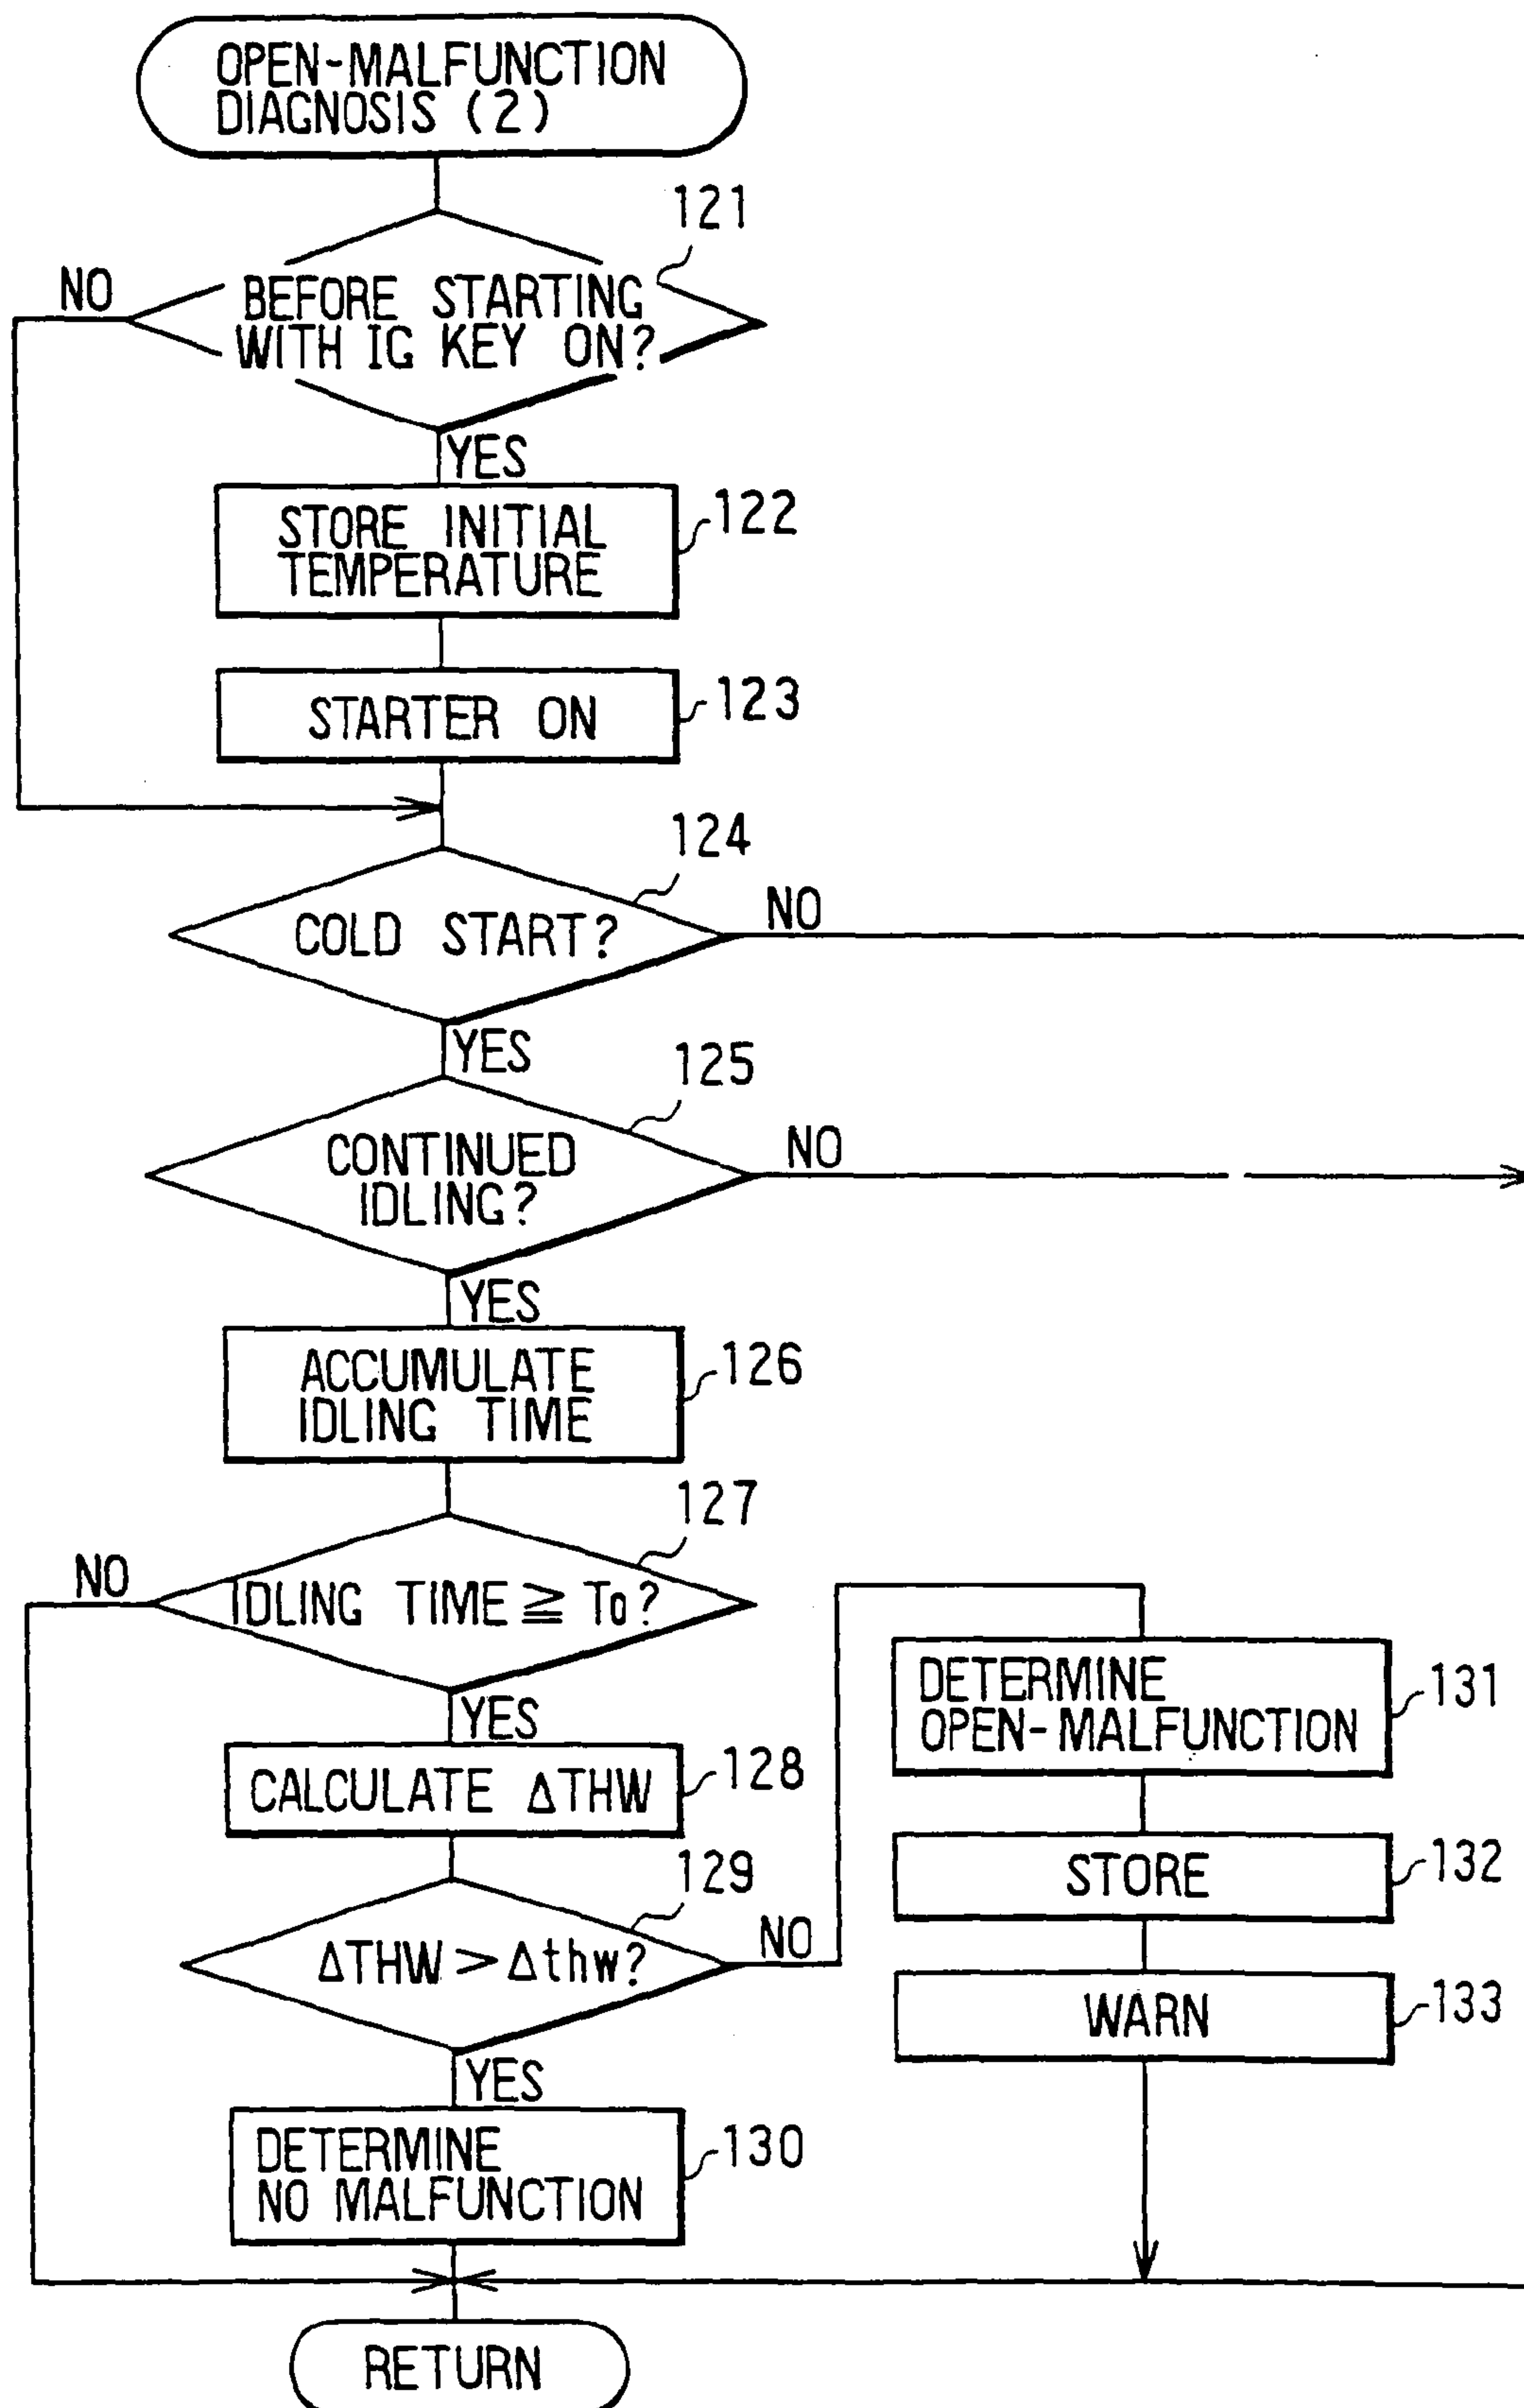 OPEN-MALFUNCTION
DIAGNOSIS (2)
121
NO
BEFORE STARTING
WITH IG KEY ON?
YES
STORE INITIAL
TEMPERATURE
122
STARTER ON
123
124
COLD START?
NO
YES
125
CONTINUED
IDLING?
NO
YES
ACCUMULATE
IDLING TIME
126
127
NO
IDLING TIME ≧ To?
YES
CALCULATE ΔTHW
128
129
ΔTHW > Δthw?
NO
YES
DETERMINE
NO MALFUNCTION
130
DETERMINE
OPEN-MALFUNCTION
131
STORE
132
WARN
133
RETURN